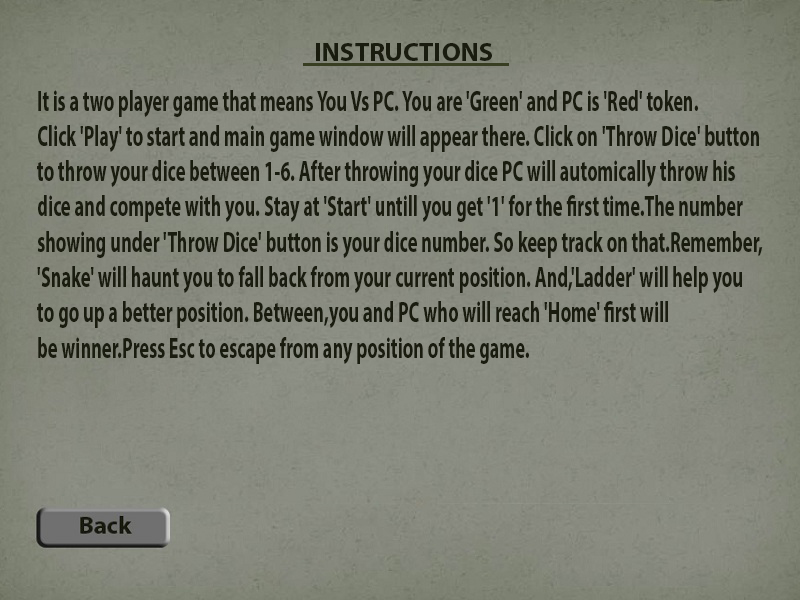 INSTRUCTIONS
It is a two player game that means You Vs PC. You are 'Green' and PC is 'Red' token.
Click 'Play' to start and main game window will appear there. Click on 'Throw Dice' button
to throw your dice between 1-6. After throwing your dice PC will automically throw his
dice and compete with you. Stay at 'Start' untill you get '1' for the first time.The number
showing under 'Throw Dice' button is your dice number. So keep track on that.Remember,
'Snake' will haunt you to fall back from your current position. And,'Ladder' will help you
to go up a better position. Between,you and PC who will reach 'Home' first will
be winner.Press Esc to escape from any position of the game.
Back